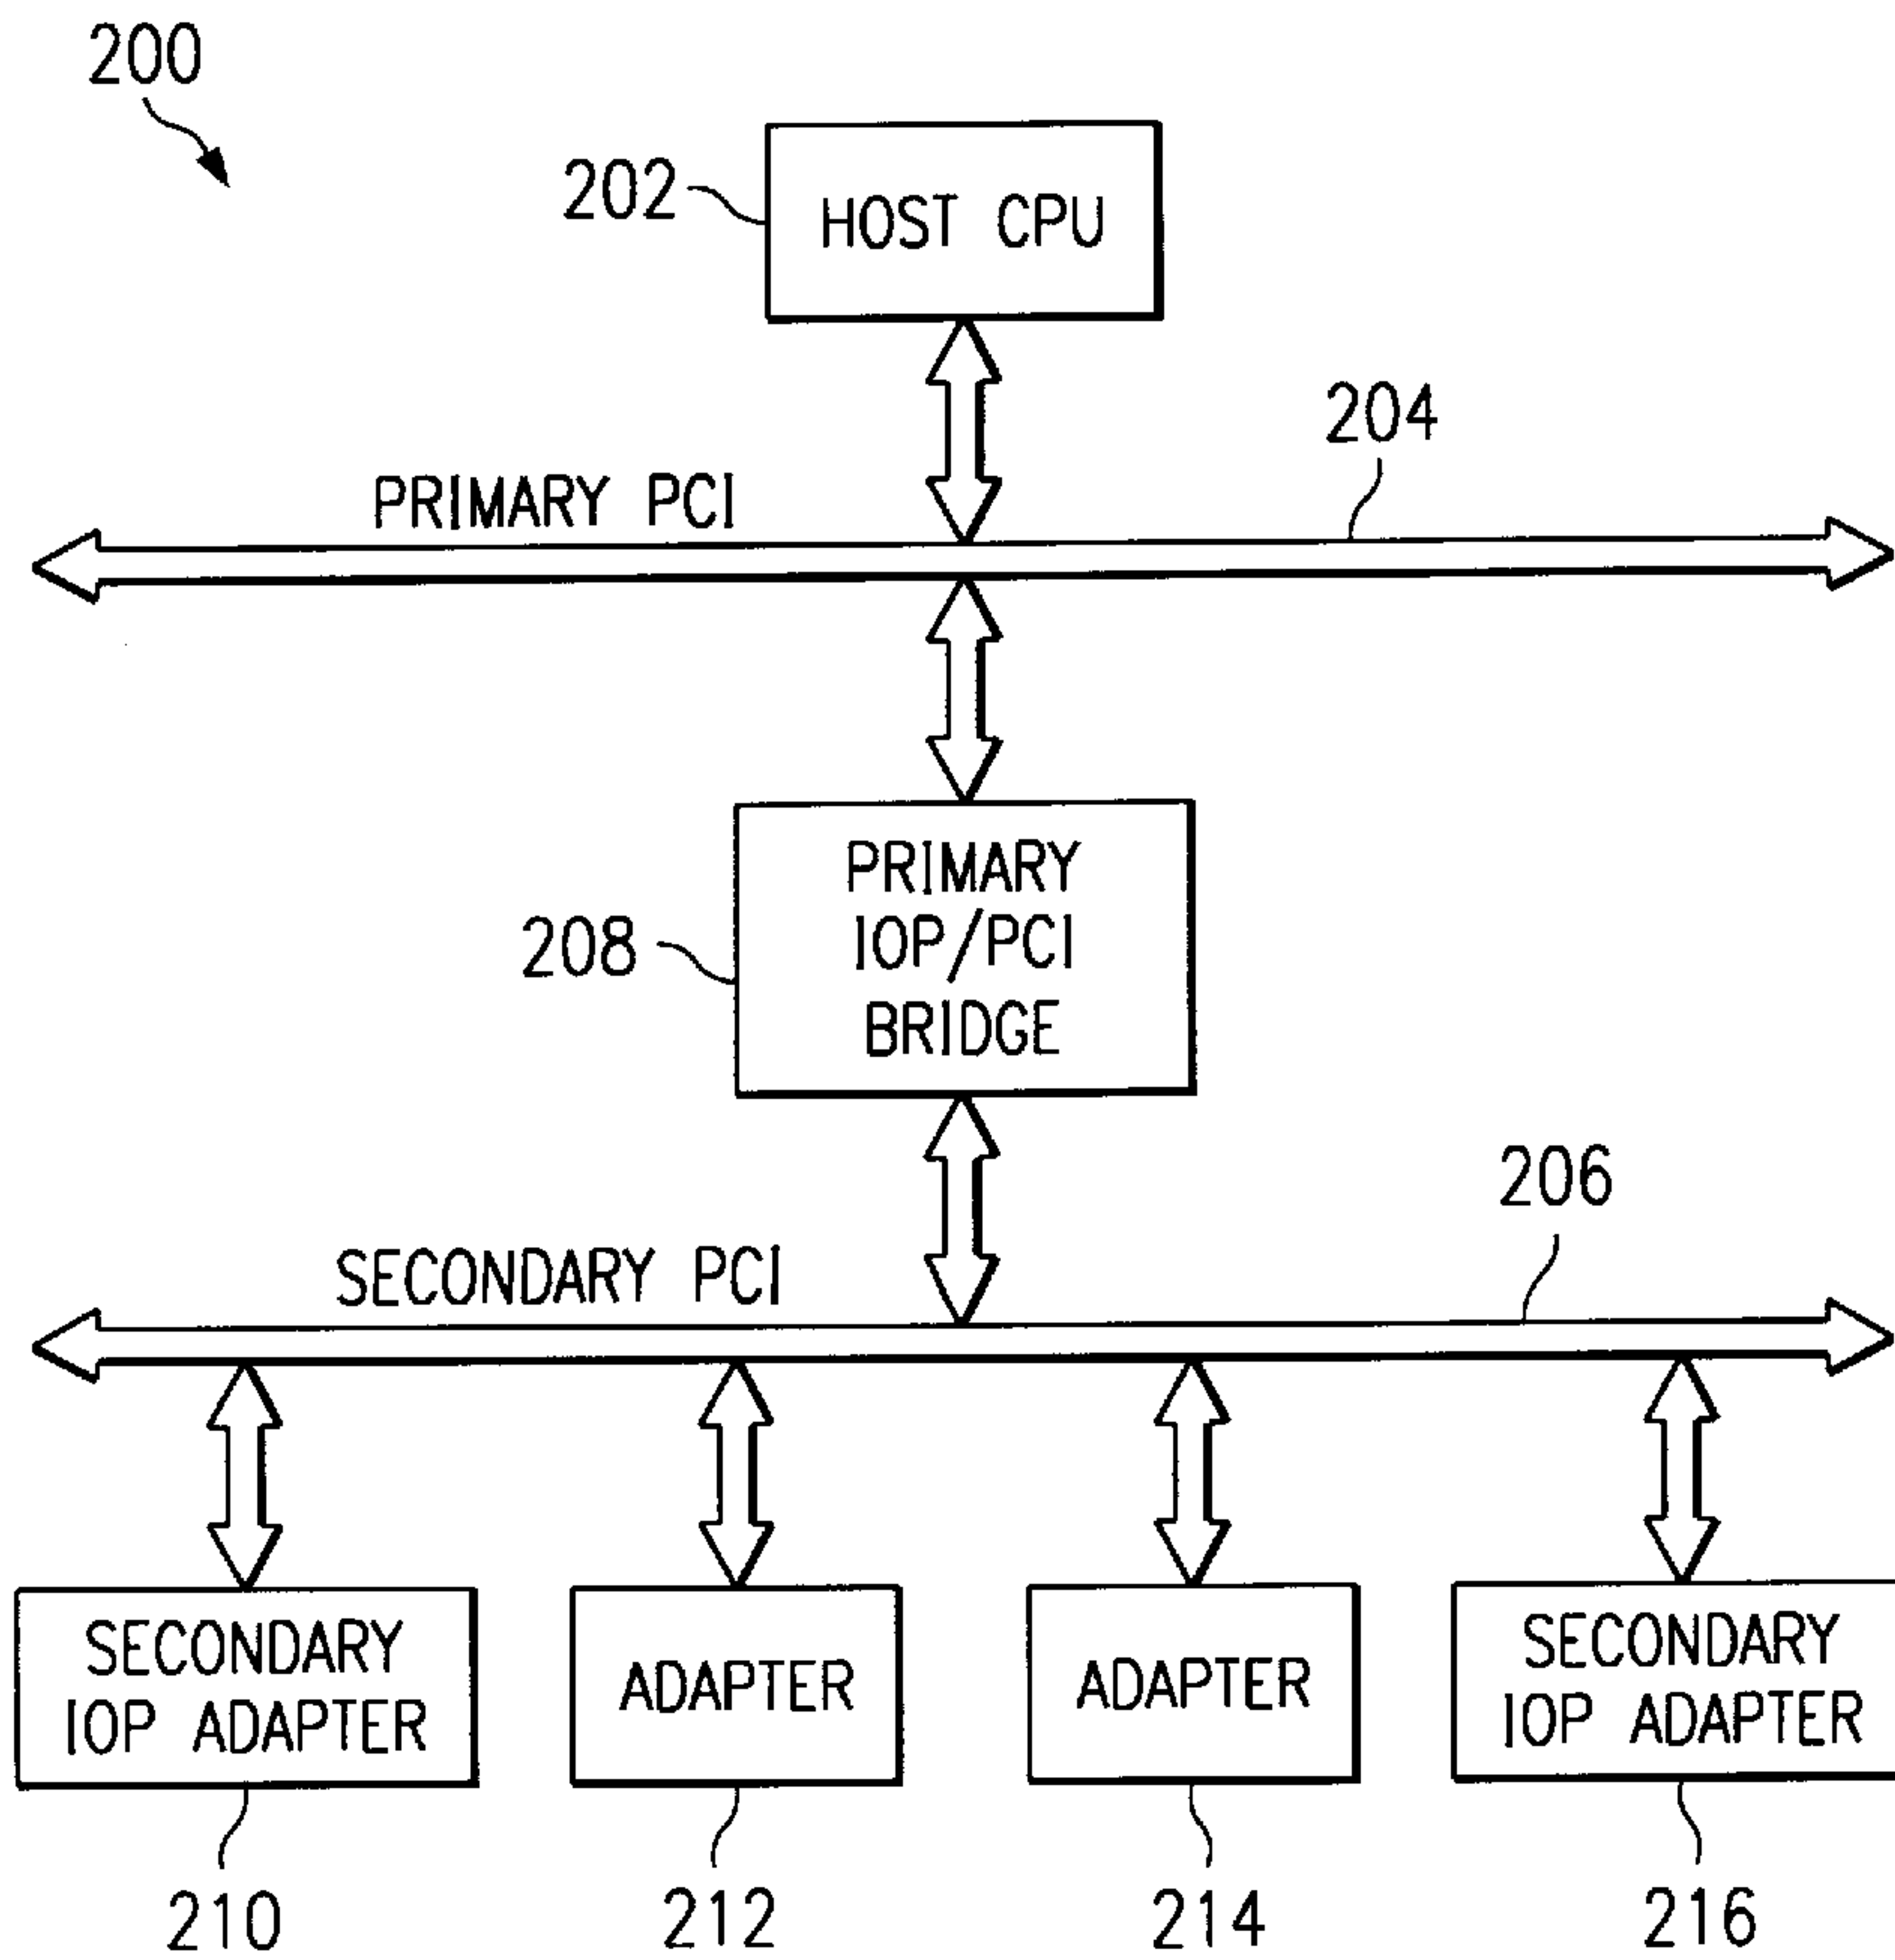 200
202
HOST CPU
204
PRIMARY PCI
PRIMARY
208
IOP/PCI
BRIDGE
206
SECONDARY PCI
SECONDARY
IOP ADAPTER
ADAPTER
ADAPTER
SECONDARY
IOP ADAPTER
210
212
214
216